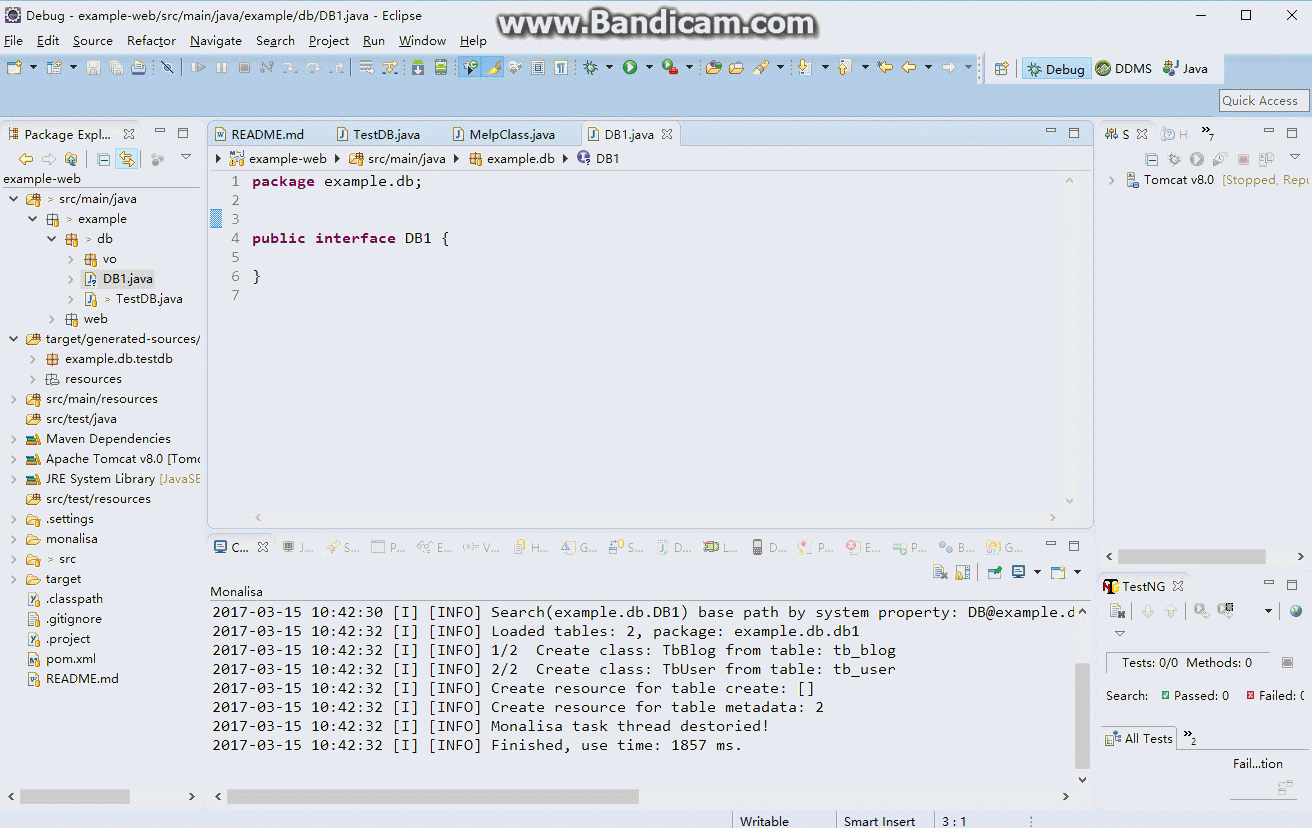 Debug - example-web/src/main/java/example/db/DB1.java - Eclipse
www.Bandicam.com
File Edit Source Refactor Navigate Search Project Run Window Help
Debug DDMS Java
Quick Access
Package Expl...
README.md TestDB.java MelpClass.java DB1.java
S H 7
example-web src/main/java example.db DB1
example-web
Tomcat v8.0 [Stopped, Repu
src/main/java
example
db
vo
DB1.java
TestDB.java
web
target/generated-sources/
example.db.testdb
resources
src/main/resources
src/test/java
Maven Dependencies
Apache Tomcat v8.0 [Tomc
JRE System Library [JavaSE
src/test/resources
.settings
monalisa
src
target
.classpath
.gitignore
.project
pom.xml
README.md
1 package example.db;
2
3
4 public interface DB1 {
5
6 }
7
C... J... S... P... E... (x)= V... H... G... S... D... L... D... P... E... P... B... G...
Monalisa
2017-03-15 10:42:30 [I] [INFO] Search(example.db.DB1) base path by system property: DB@example.d
2017-03-15 10:42:32 [I] [INFO] Loaded tables: 2, package: example.db.db1
2017-03-15 10:42:32 [I] [INFO] 1/2 Create class: TbBlog from table: tb_blog
2017-03-15 10:42:32 [I] [INFO] 2/2 Create class: TbUser from table: tb_user
2017-03-15 10:42:32 [I] [INFO] Create resource for table create: []
2017-03-15 10:42:32 [I] [INFO] Create resource for table metadata: 2
2017-03-15 10:42:32 [I] [INFO] Monalisa task thread destoried!
2017-03-15 10:42:32 [I] [INFO] Finished, use time: 1857 ms.
TestNG
Tests: 0/0 Methods: 0
Search: Passed: 0 Failed: 0
All Tests 2
Fail...tion
Writable Smart Insert 3 : 1